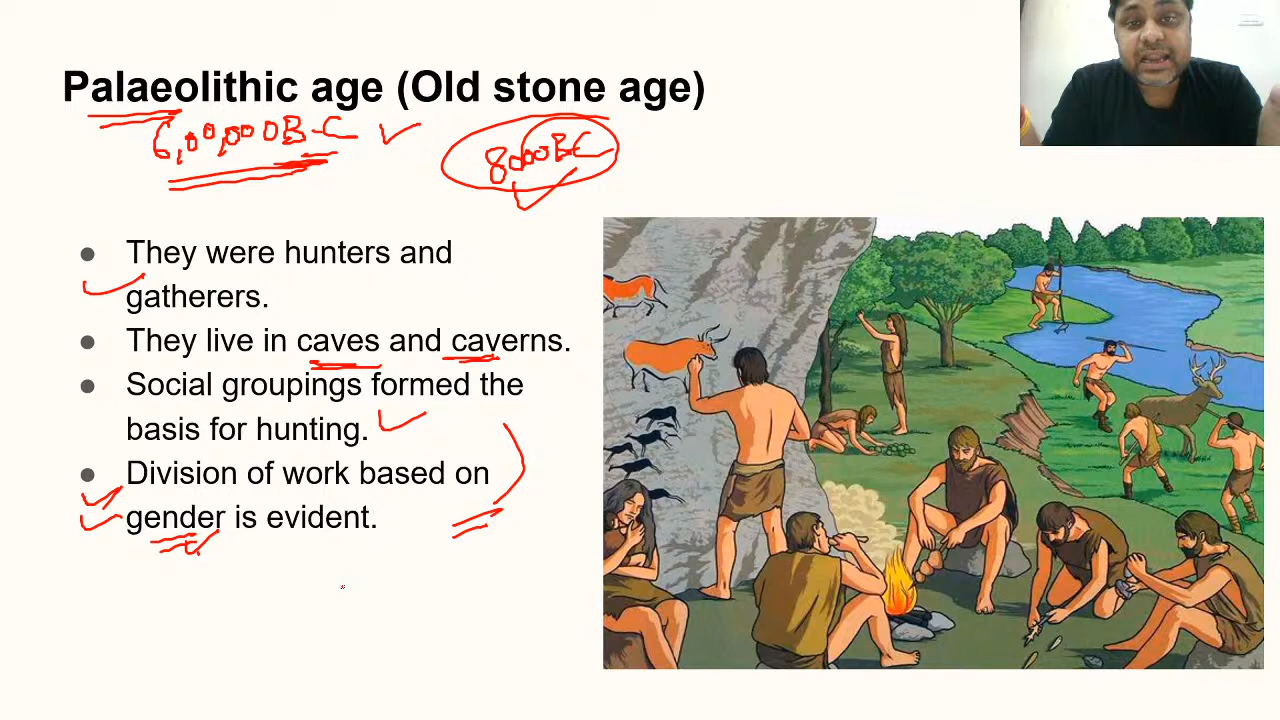 Palaeolithic age (Old stone age)
6,00,000 B-C
8000 BC
● They were hunters and
gatherers.
● They live in caves and caverns.
● Social groupings formed the
basis for hunting.
● Division of work based on
gender is evident.